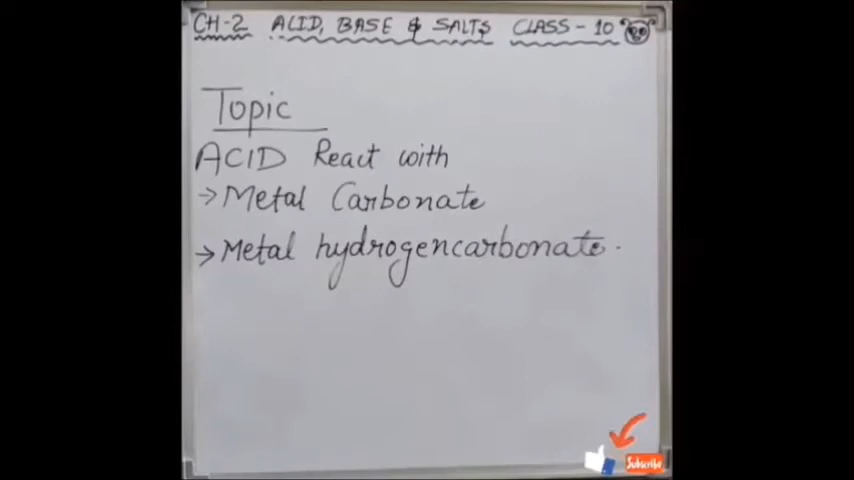 CH-2 ACID, BASE & SALTS CLASS-10
Topic
ACID React with
→ Metal Carbonate
→ Metal hydrogencarbonate.
Subscribe